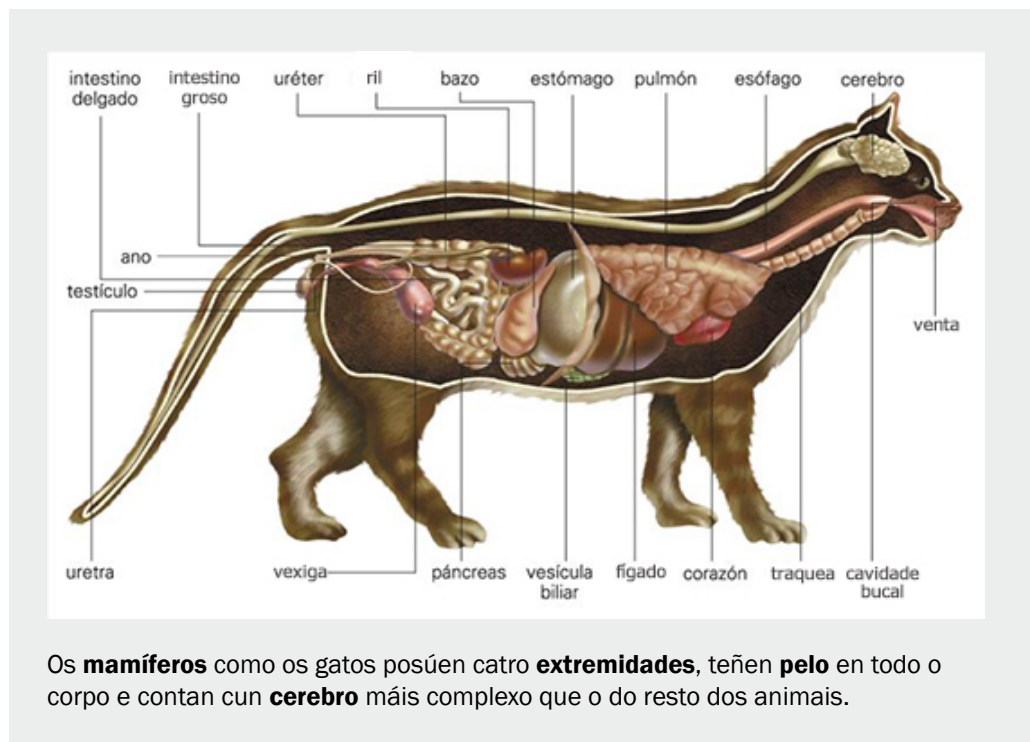 intestino delgado
intestino groso
uréter
ril
bazo
estómago
pulmón
esófago
cerebro
ano
testículo
venta
uretra
vexiga
páncreas
vesícula biliar
fígado
corazón
traquea
cavidade bucal
Os mamíferos como os gatos posúen catro extremidades, teñen pelo en todo o
corpo e contan cun cerebro máis complexo que o do resto dos animais.